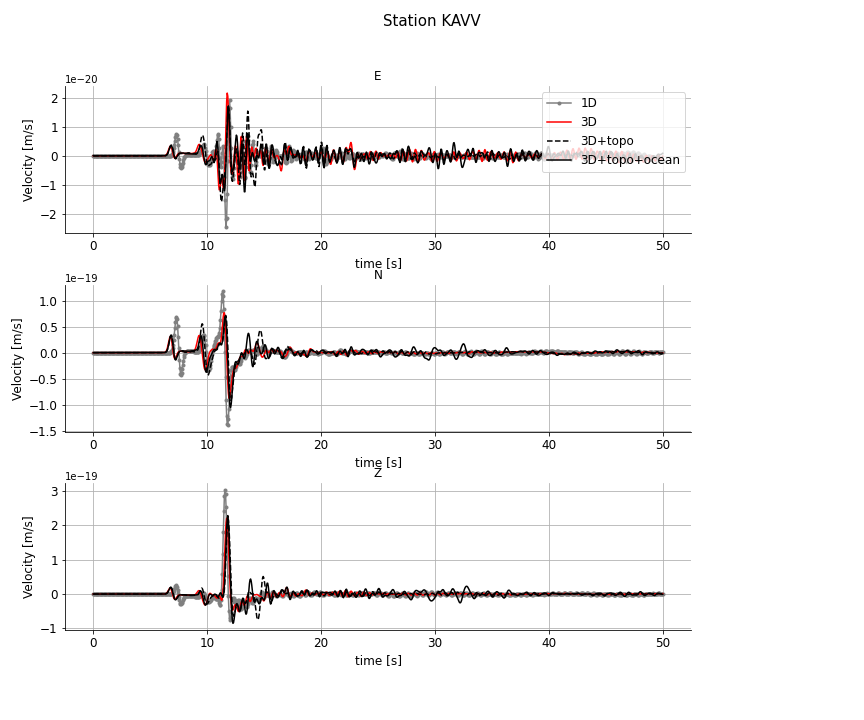 Station KAVV
E
1e−20
2
1
0
−1
−2
Velocity [m/s]
1D
3D
3D+topo
3D+topo+ocean
0 10 20 30 40 50
time [s]
N
1e−19
1.0
0.5
0.0
−0.5
−1.0
−1.5
Velocity [m/s]
0 10 20 30 40 50
time [s]
Z
1e−19
3
2
1
0
−1
Velocity [m/s]
0 10 20 30 40 50
time [s]